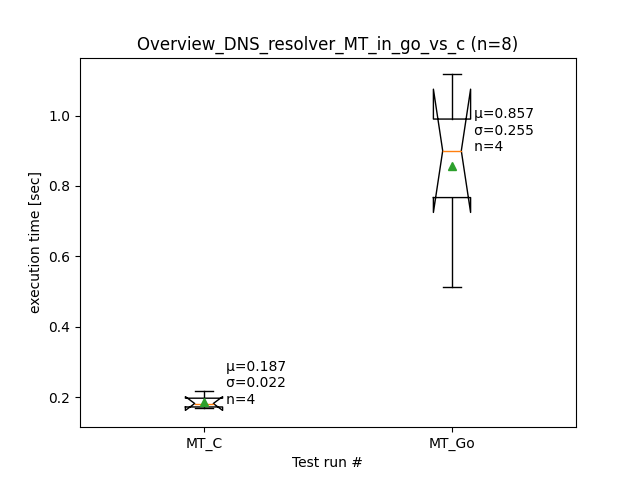 Overview_DNS_resolver_MT_in_go_vs_c (n=8)
execution time [sec]
1.0
0.8
0.6
0.4
0.2
μ=0.857
σ=0.255
n=4
μ=0.187
σ=0.022
n=4
MT_C
MT_Go
Test run #